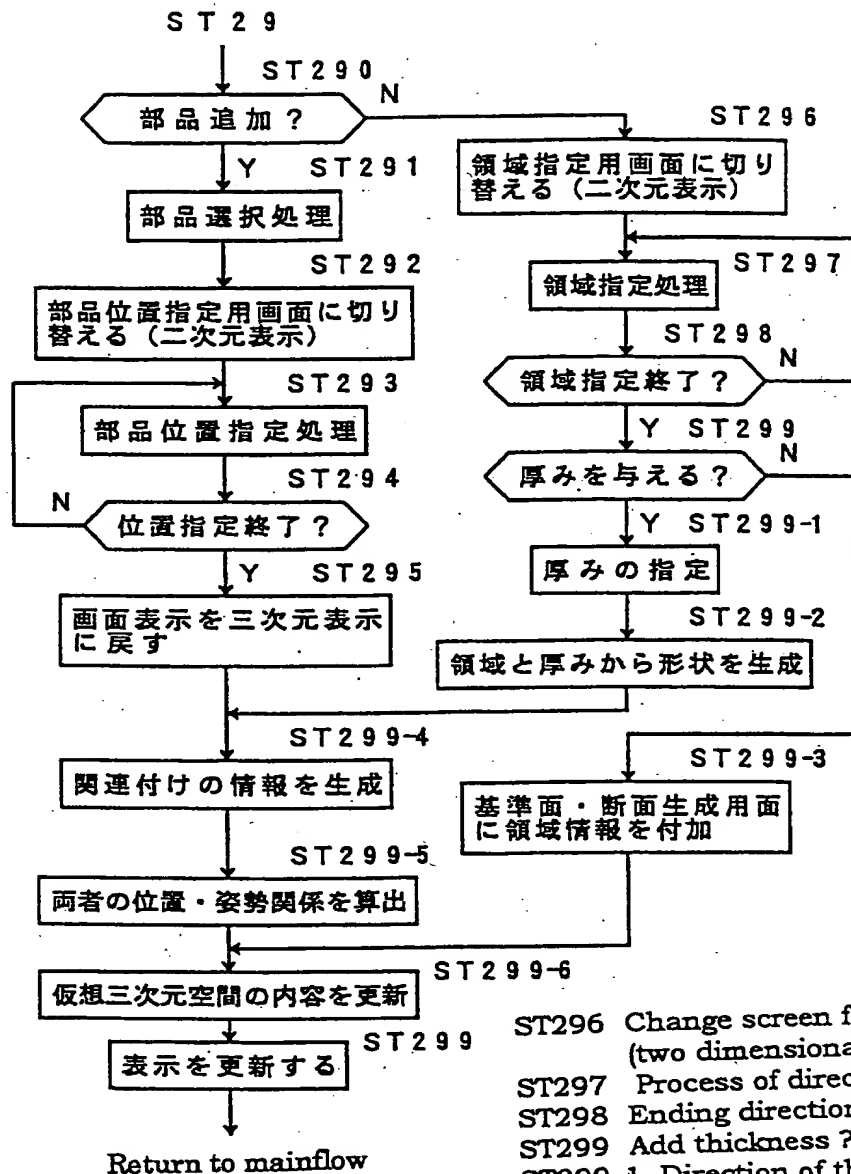 ST29
ST290
部品追加?
N
Y
ST291
部品選択処理
ST292
部品位置指定用画面に切り
替える(二次元表示)
ST293
部品位置指定処理
ST294
N
位置指定終了?
Y
ST295
画面表示を三次元表示
に戻す
ST296
領域指定用画面に切り
替える(二次元表示)
ST297
領域指定処理
ST298
領域指定終了?
N
Y
ST299
厚みを与える?
N
Y
ST299-1
厚みの指定
ST299-2
領域と厚みから形状を生成
ST299-4
関連付けの情報を生成
ST299-3
基準面・断面生成用面
に領域情報を付加
ST299-5
両者の位置・姿勢関係を算出
ST299-6
仮想三次元空間の内容を更新
ST299
表示を更新する
Return to mainflow
ST296 Change screen f
(two dimensiona
ST297 Process of direc
ST298 Ending direction
ST299 Add thickness ?
Direction of th